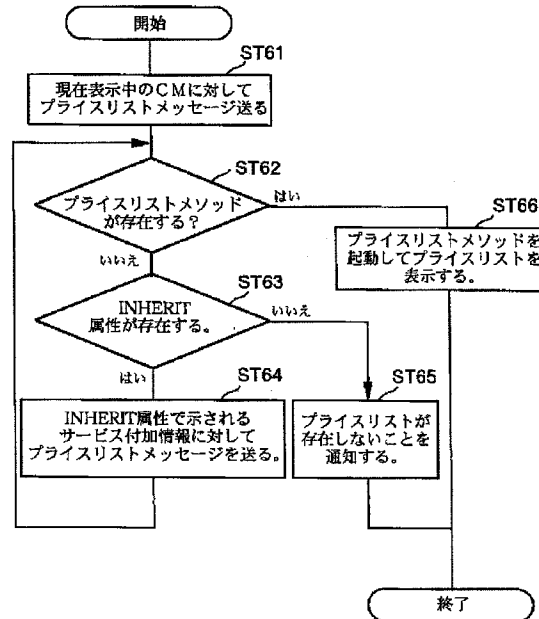 開始
ST61
現在表示中のCMに対して
プライスリストメッセージ送る
ST62
プライスリストメソッド
が存在する?
はい
ST66
プライスリストメソッドを
起動してプライスリストを
表示する。
いいえ
ST63
INHERIT
属性が存在する。
いいえ
はい
ST64
INHERIT属性で示される
サービス付加情報に対して
プライスリストメッセージを送る。
ST65
プライスリストが
存在しないことを
通知する。
終了